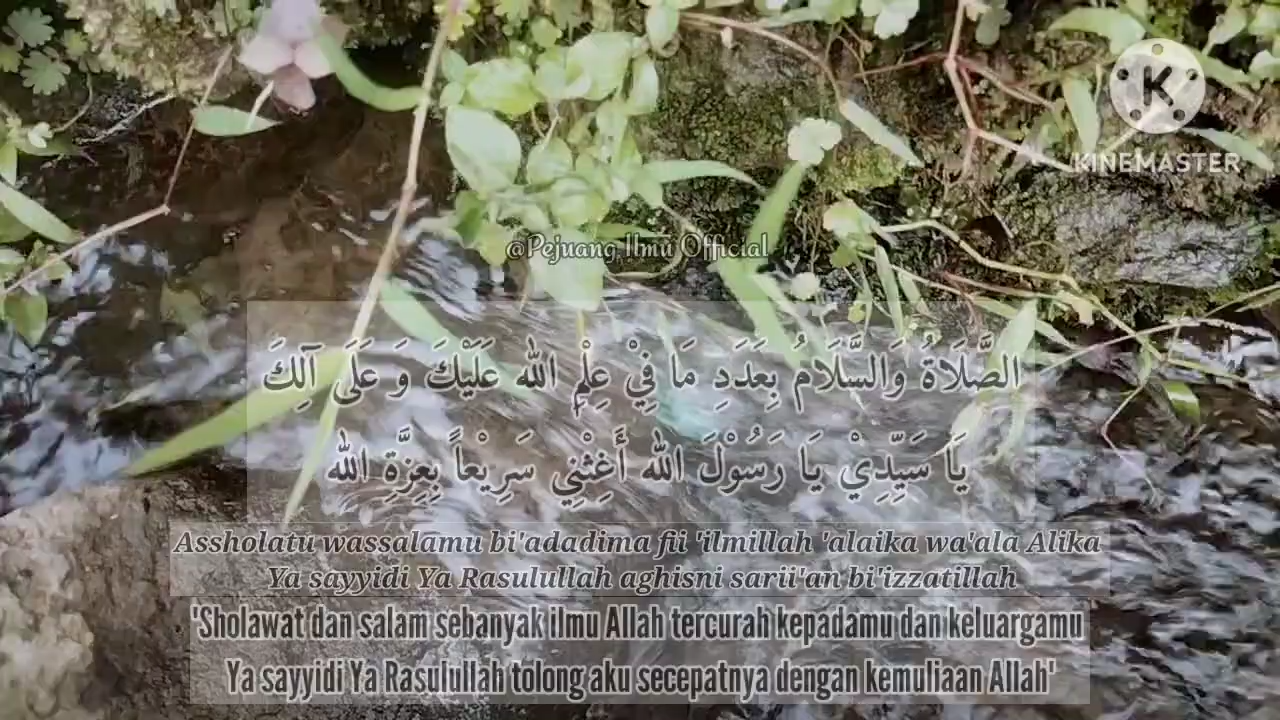 KINEMASTER
@Pejuang Ilmu Official
الصَّلَاةُ وَالسَّلَامُ بِعَدَدِ مَا فِيْ عِلْمِ الله عَلَيْكَ وَ عَلَى آلِكَ
يَا سَيِّدِيْ يَا رَسُوْلَ الله أَغِثْنِي سَرِيْعاً بِعِزَّةِ الله
Assholatu wassalāmu bi'adadima fii 'ilmillah 'alaika wa'ala Alika
Ya sayyidi Ya Rasulullah aghisni sarii'an bi'izzatillah
'Sholawat dan salam sebanyak ilmu Allah tercurah kepadamu dan keluargamu
Ya sayyidi Ya Rasulullah tolong aku secepatnya dengan kemuliaan Allah'